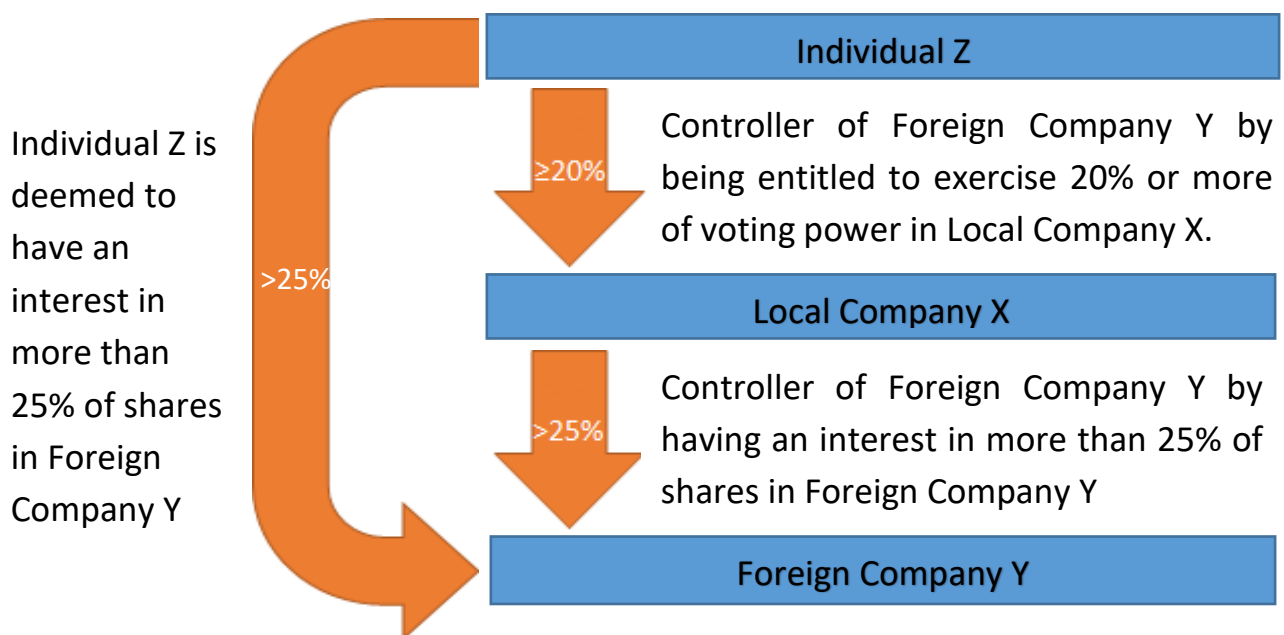 Individual Z
Individual Z is
deemed to
have an
interest in
more than
25% of shares
in Foreign
Company Y
>25%
≥20%
Controller of Foreign Company Y by
being entitled to exercise 20% or more
of voting power in Local Company X.
Local Company X
>25%
Controller of Foreign Company Y by
having an interest in more than 25% of
shares in Foreign Company Y
Foreign Company Y